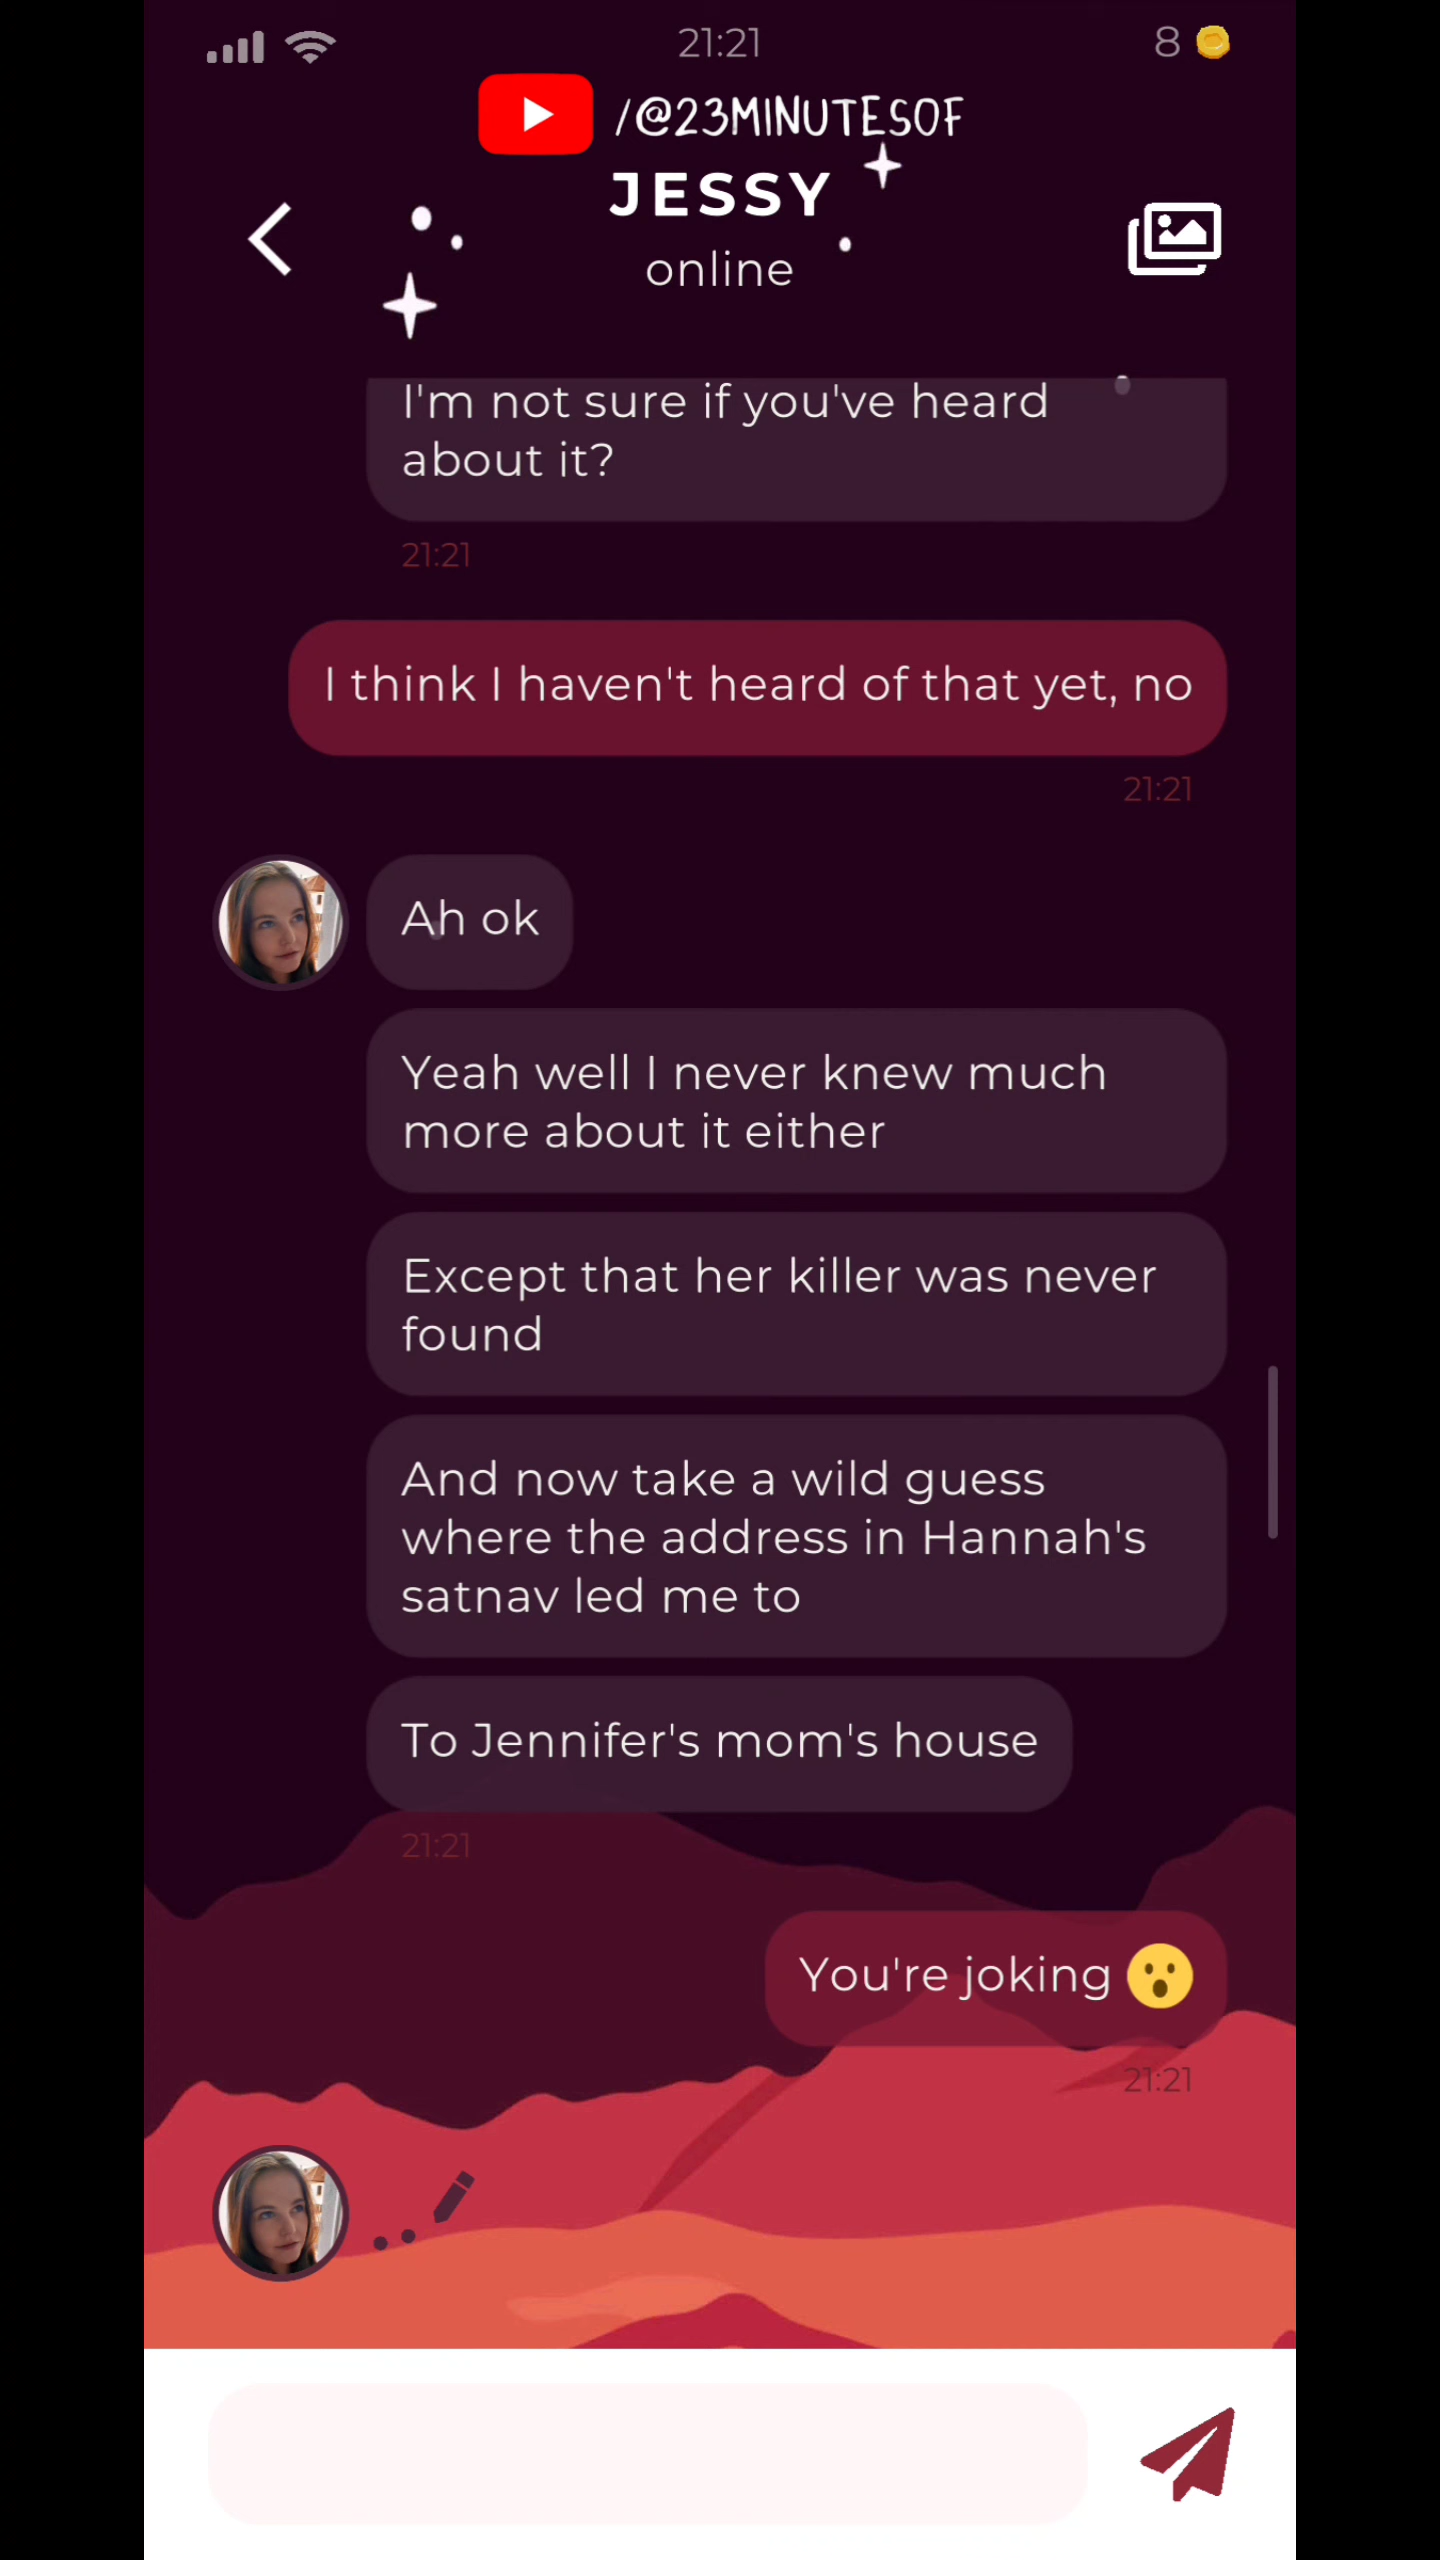 21:21
8
/@23MINUTESOF
JESSY
online
I'm not sure if you've heard
about it?
21:21
I think I haven't heard of that yet, no
21:21
Ah ok
Yeah well I never knew much
more about it either
Except that her killer was never
found
And now take a wild guess
where the address in Hannah's
satnav led me to
To Jennifer's mom's house
21:21
You're joking 😮
21:21